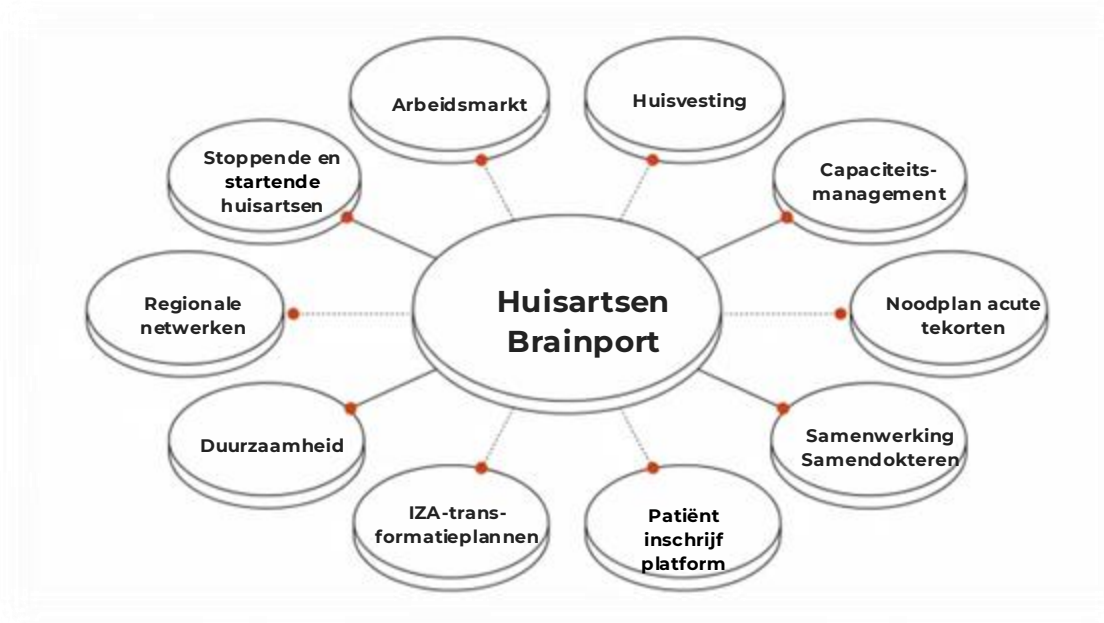 Arbeidsmarkt
Huisvesting
Stoppende en
startende
huisartsen
Capaciteits-
management
Regionale
netwerken
Huisartsen
Brainport
Noodplan acute
tekorten
Duurzaamheid
Samenwerking
Samendokteren
IZA-trans-
formatieplannen
Patiënt
inschrijf
platform